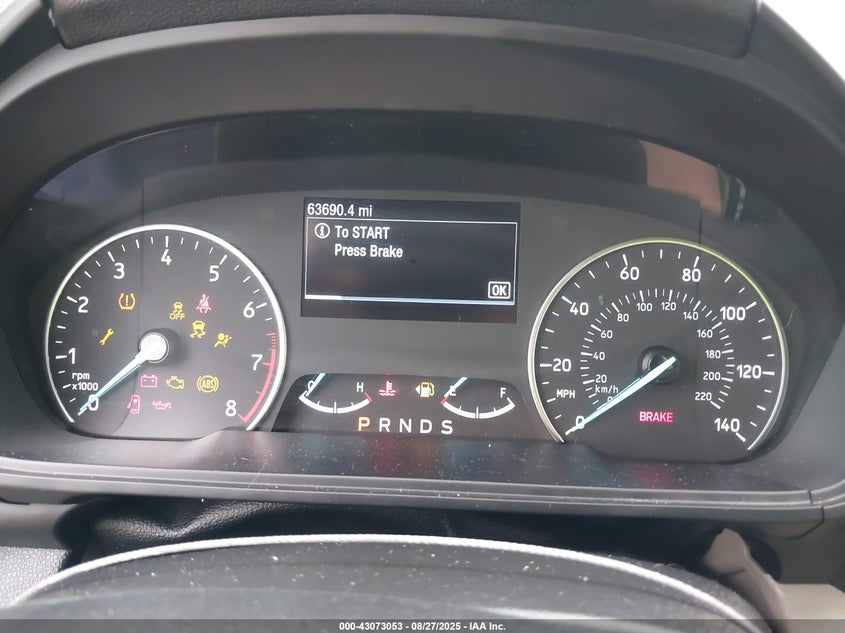 63690.4 mi
To START
Press Brake
OK
0 1 2 3 4 5 6 7 8
rpm
x1000
OFF
ABS
C H
E F
P R N D S
0 20 40 60 80 100 120 140
MPH
20 40 60 80 100 120 140 160 180 200 220
km/h
BRAKE
000-43073053 - 08/27/2025 - IAA Inc.